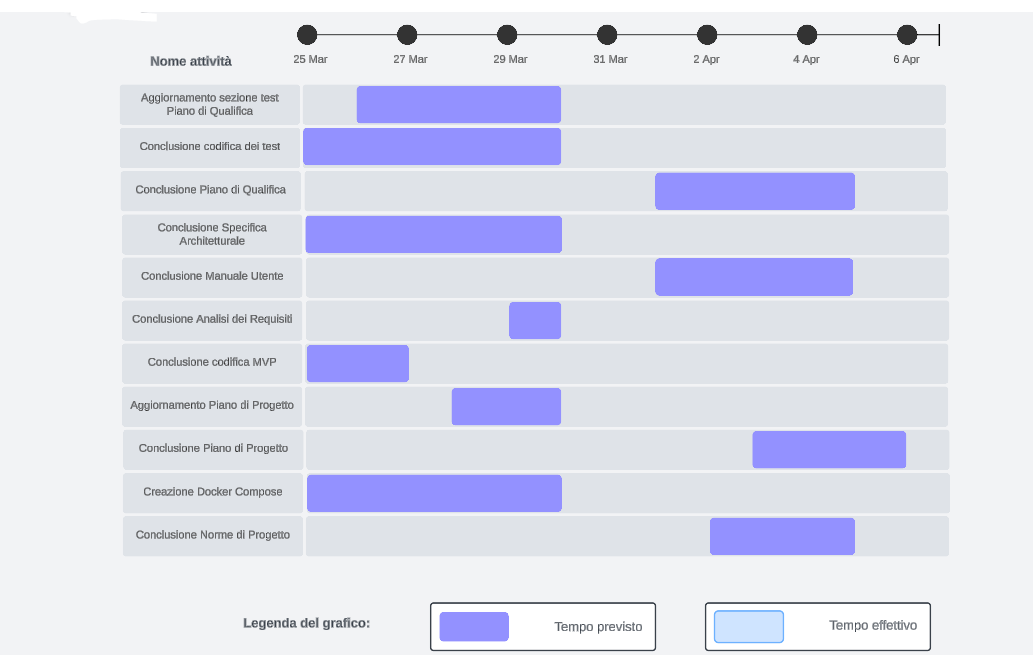 Nome attività
25 Mar
27 Mar
29 Mar
31 Mar
2 Apr
4 Apr
6 Apr
Aggiornamento sezione test
Piano di Qualifica
Conclusione codifica dei test
Conclusione Piano di Qualifica
Conclusione Specifica
Architetturale
Conclusione Manuale Utente
Conclusione Analisi dei Requisiti
Conclusione codifica MVP
Aggiornamento Piano di Progetto
Conclusione Piano di Progetto
Creazione Docker Compose
Conclusione Norme di Progetto
Legenda del grafico:
Tempo previsto
Tempo effettivo